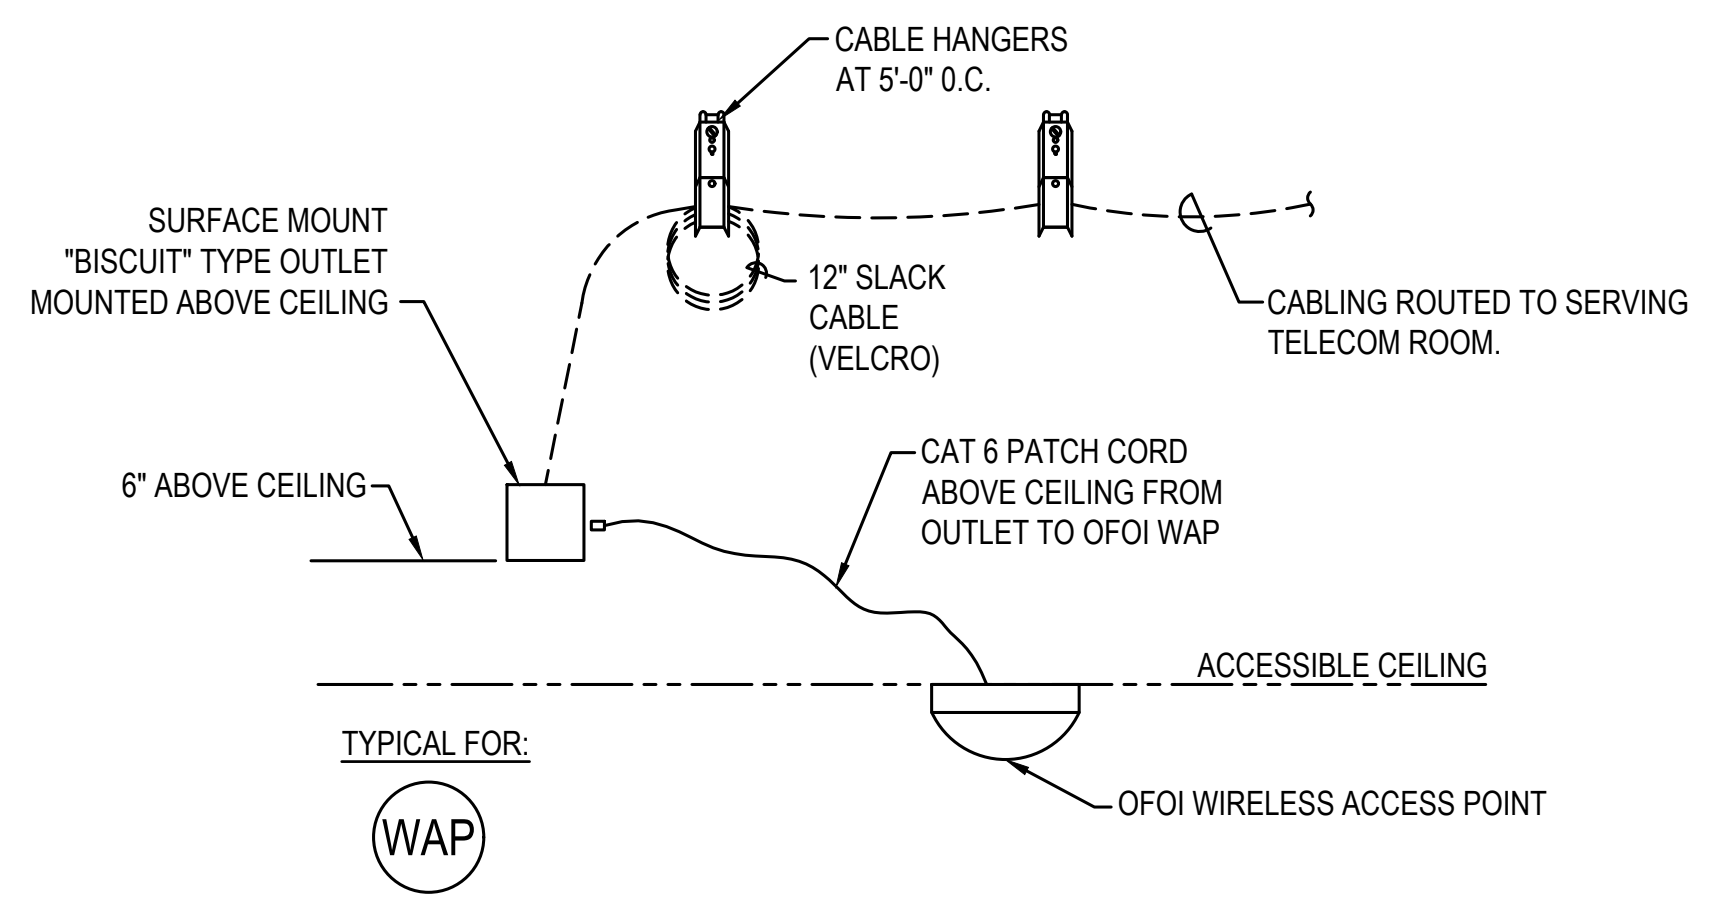 CABLE HANGERS
AT 5'-0" O.C.
SURFACE MOUNT
"BISCUIT" TYPE OUTLET
MOUNTED ABOVE CEILING
12" SLACK
CABLE
(VELCRO)
CABLING ROUTED TO SERVING
TELECOM ROOM.
6" ABOVE CEILING
CAT 6 PATCH CORD
ABOVE CEILING FROM
OUTLET TO OFOI WAP
ACCESSIBLE CEILING
TYPICAL FOR:
WAP
OFOI WIRELESS ACCESS POINT